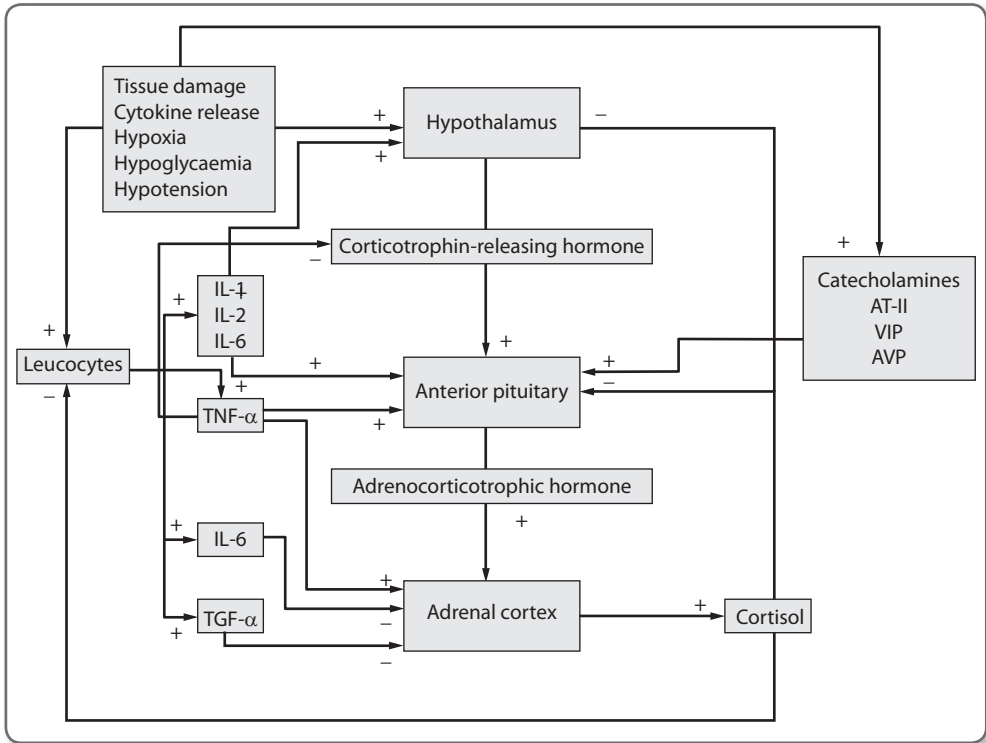 Tissue damage
Cytokine release
Hypoxia
Hypoglycaemia
Hypotension
+
+
Hypothalamus
−
Corticotrophin-releasing hormone
−
+
Catecholamines
AT-II
VIP
AVP
IL-1
IL-2
IL-6
+
+
Leucocytes
−
+
+
+
−
Anterior pituitary
TNF-α
+
+
Adrenocorticotrophic hormone
+
IL-6
+
+
−
−
Adrenal cortex
+
Cortisol
TGF-α
+